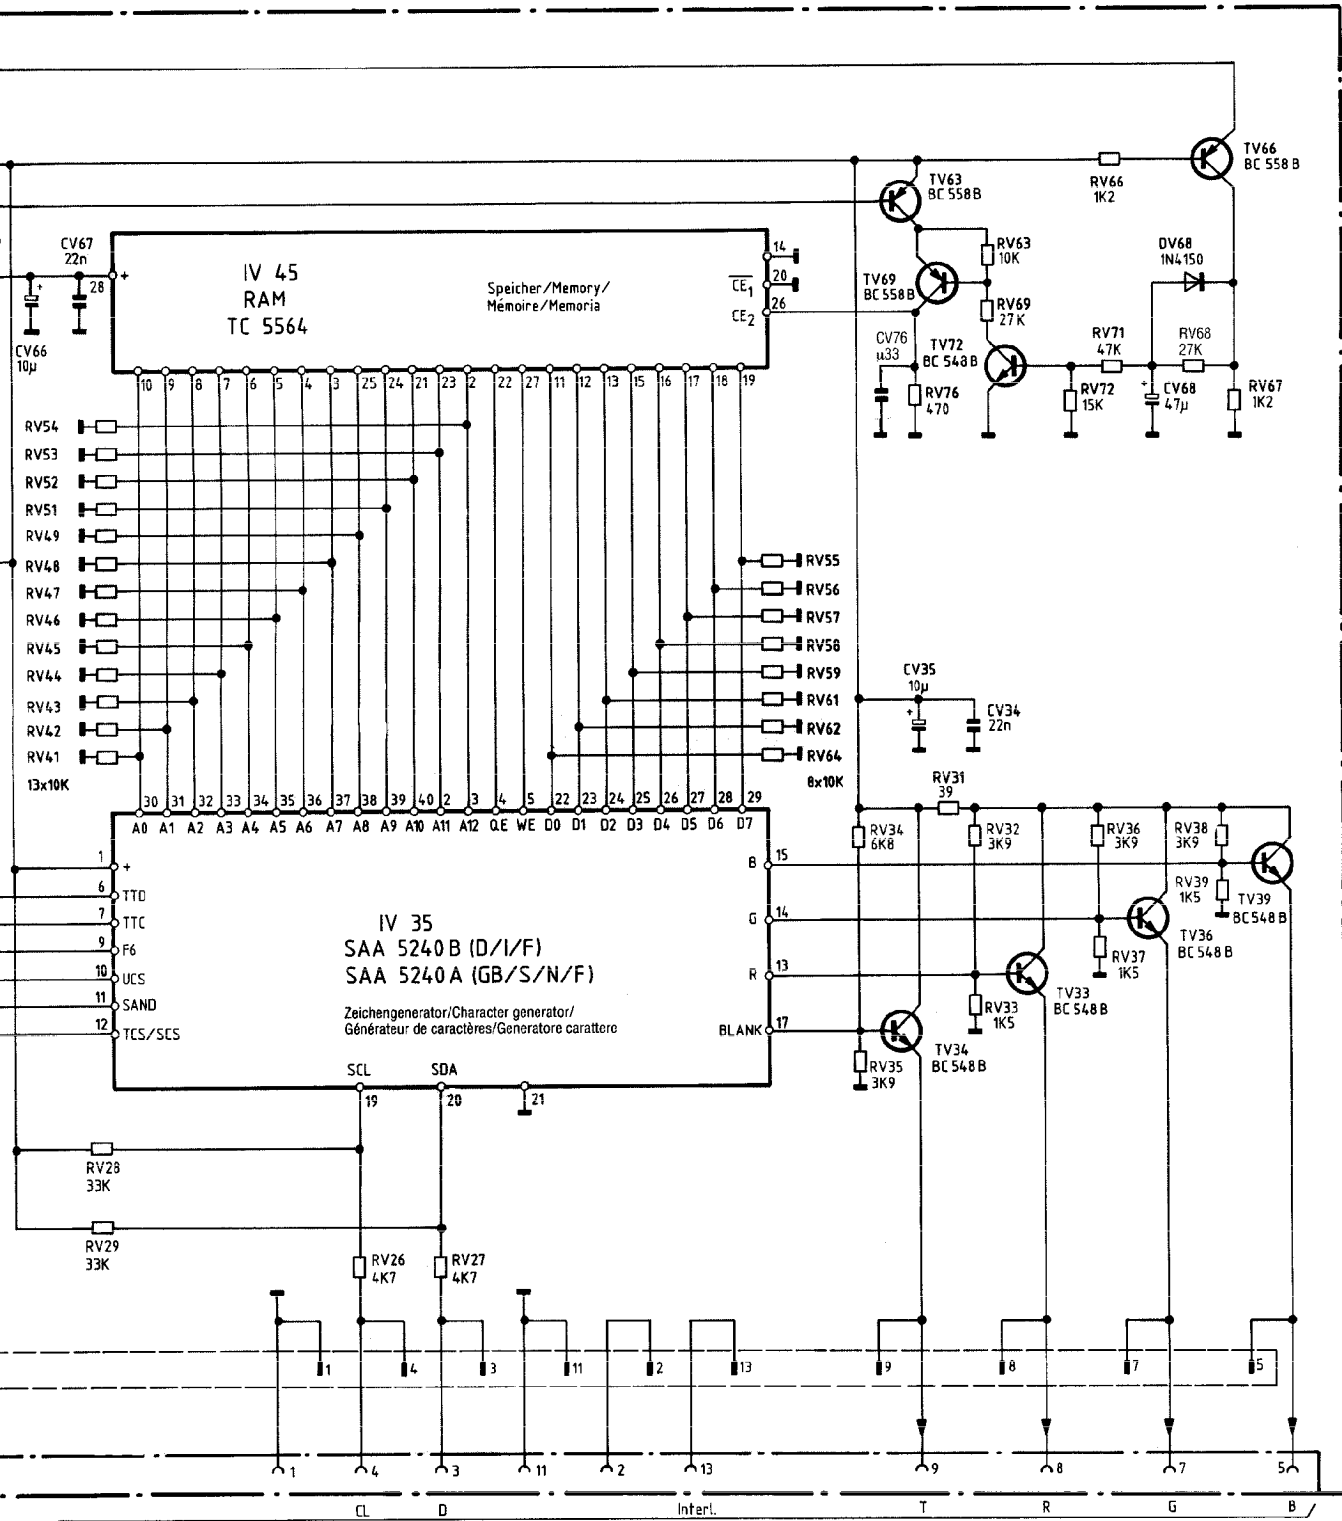 TV66
BC 558 B
TV63
BC 558 B
RV66
1K2
CV67
22n
28
+
IV 45
RAM
TC 5564
Speicher/Memory/
Mémoire/Memoria
14
20
CE1
26
CE2
RV63
10K
DV68
1N4150
TV69
BC 558 B
RV69
27K
+
CV66
10µ
CV76
µ33
TV72
BC 548 B
RV71
47K
RV68
27K
RV76
470
RV72
15K
+
CV68
47µ
RV67
1K2
10 9 8 7 6 5 4 3 25 24 21 23 2 22 27 11 12 13 15 16 17 18 19
RV54
RV53
RV52
RV51
RV49
RV48
RV55
RV47
RV56
RV46
RV57
RV45
RV58
RV44
RV59
RV43
RV61
RV42
RV62
RV41
RV64
13x10K
8x10K
CV35
10µ
+
CV34
22n
30 31 32 33 34 35 36 37 38 39 40 2 3 4 5 22 23 24 25 26 27 28 29
A0 A1 A2 A3 A4 A5 A6 A7 A8 A9 A10 A11 A12 O.E WE D0 D1 D2 D3 D4 D5 D6 D7
RV31
39
RV34
6K8
RV32
3K9
RV36
3K9
RV38
3K9
1
+
6
TTD
7
TTC
9
F6
10
UCS
11
SAND
12
TCS/SCS
IV 35
SAA 5240 B (D/I/F)
SAA 5240 A (GB/S/N/F)
Zeichengenerator/Character generator/
Générateur de caractères/Generatore carattere
B
15
G
14
R
13
BLANK
17
RV39
1K5
TV39
BC 548 B
TV36
BC 548 B
RV37
1K5
TV33
BC 548 B
RV33
1K5
TV34
BC 548 B
RV35
3K9
SCL
SDA
19
20
21
RV28
33K
RV29
33K
RV26
4K7
RV27
4K7
1 4 3 11 2 13 9 8 7 5
1 4 3 11 2 13 9 8 7 5
CL D Interl. T R G B